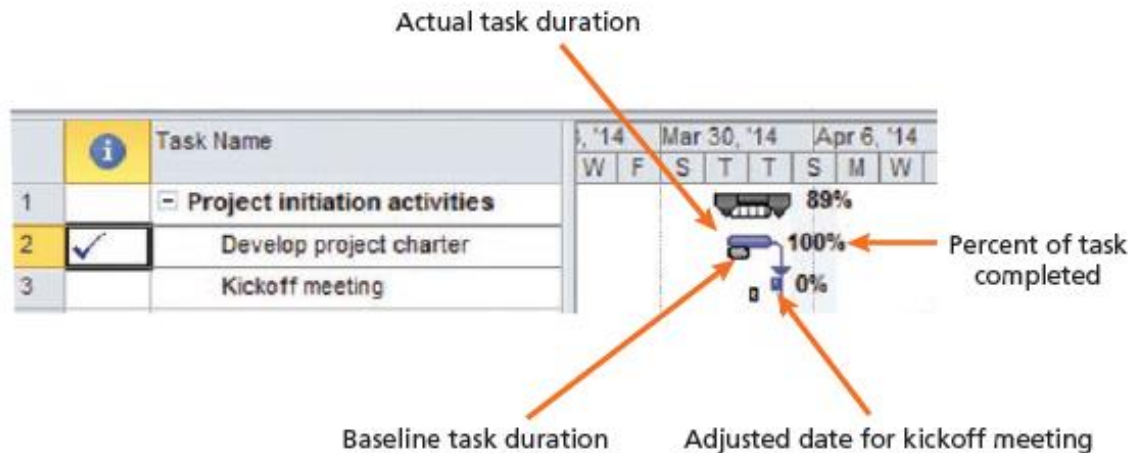 Actual task duration
Task Name
, '14 Mar 30, '14 Apr 6, '14
W F S T T S M W
1 Project initiation activities 89%
2 Develop project charter 100%
Percent of task
completed
3 Kickoff meeting 0%
Baseline task duration Adjusted date for kickoff meeting